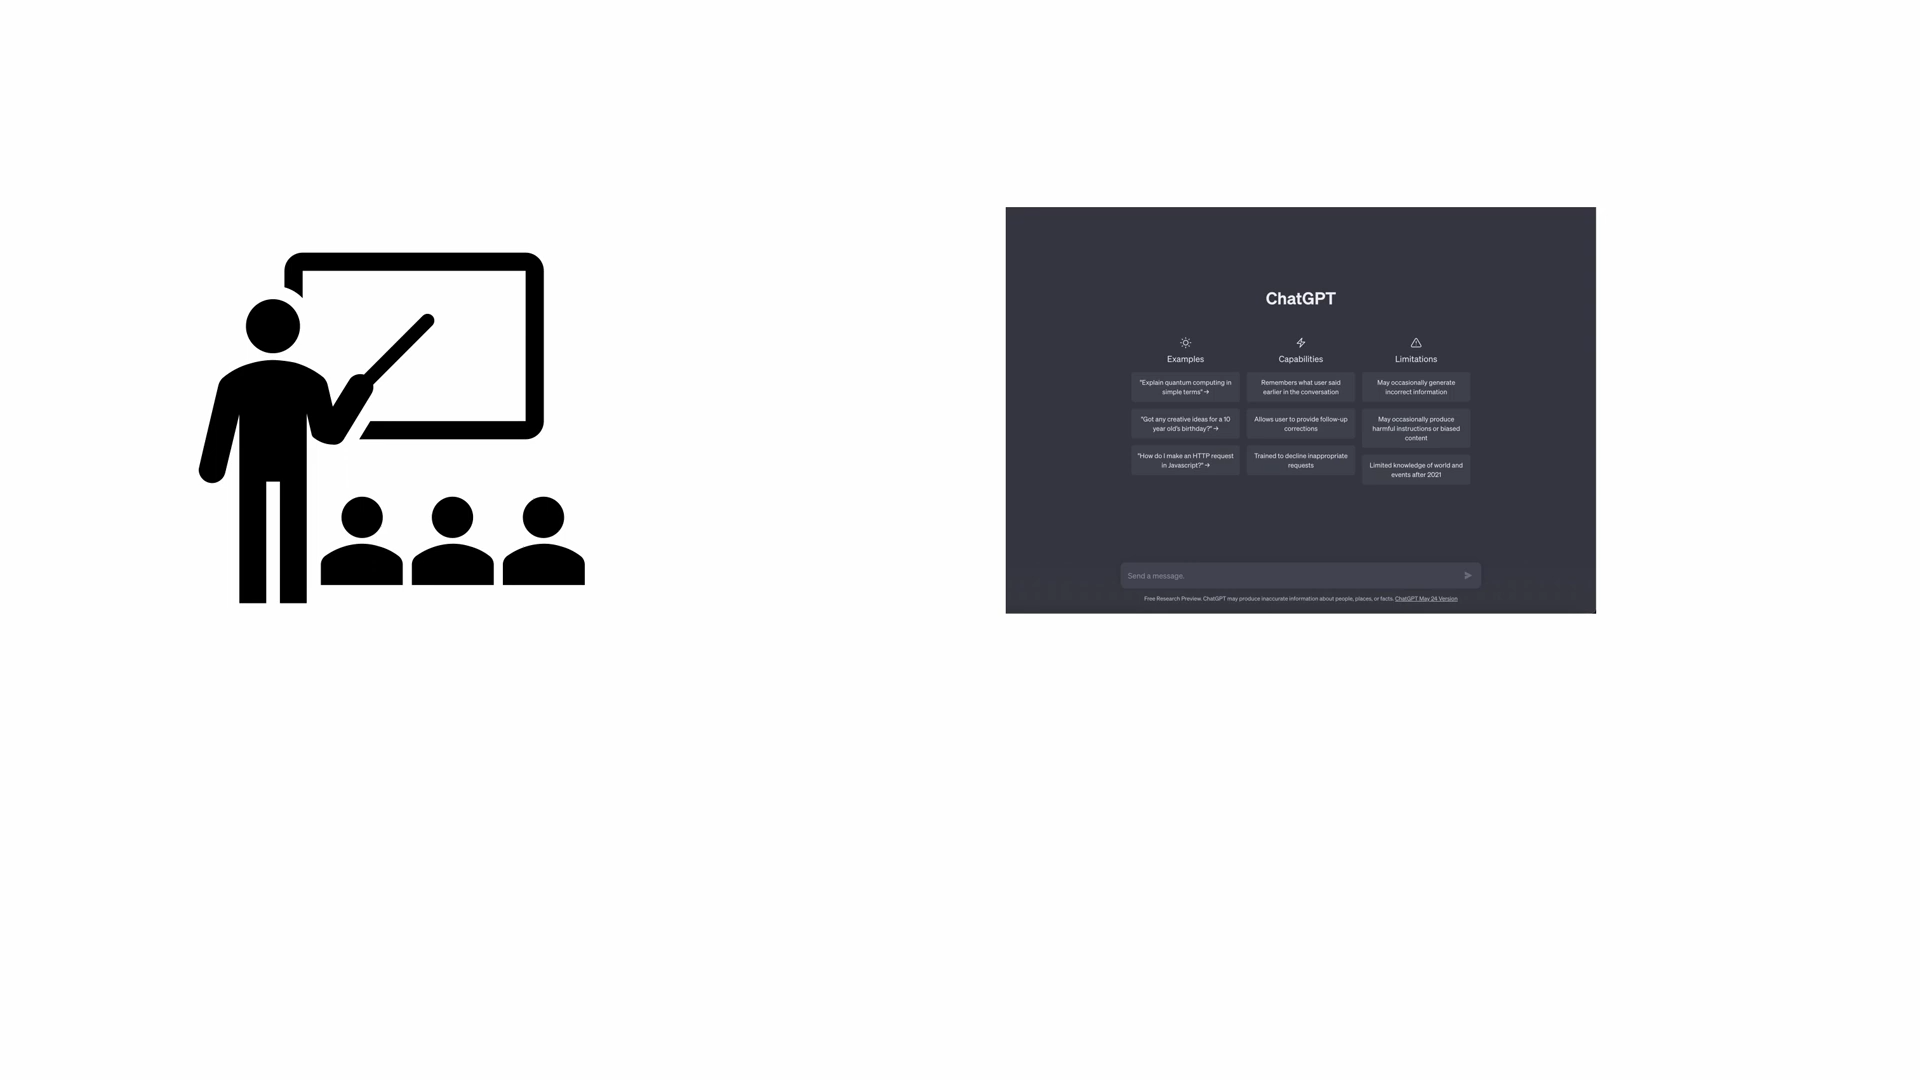 ChatGPT
Examples
"Explain quantum computing in
simple terms" →
"Got any creative ideas for a 10
year old's birthday?" →
"How do I make an HTTP request
in Javascript?" →
Capabilities
Remembers what user said
earlier in the conversation
Allows user to provide follow-up
corrections
Trained to decline inappropriate
requests
Limitations
May occasionally generate
incorrect information
May occasionally produce
harmful instructions or biased
content
Limited knowledge of world and
events after 2021
Send a message.
Free Research Preview. ChatGPT may produce inaccurate information about people, places, or facts. ChatGPT May 24 Version